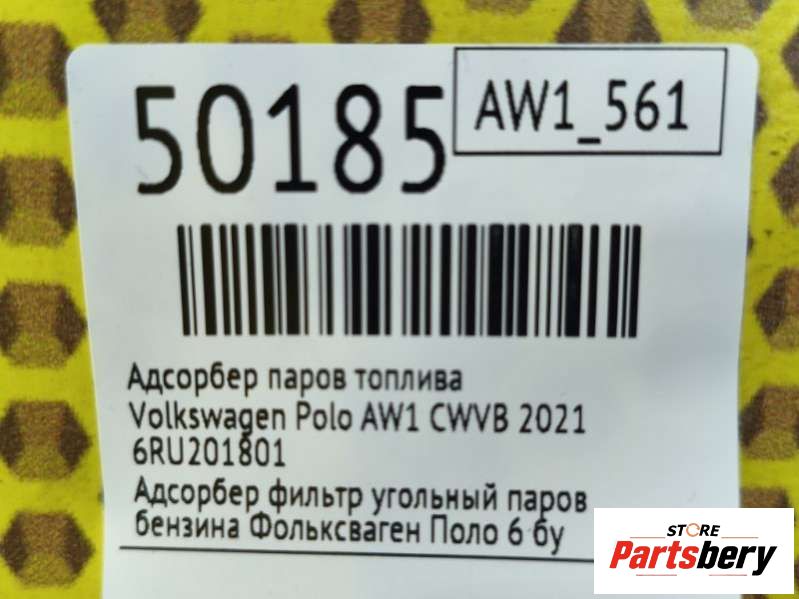 50185
AW1_561
Адсорбер паров топлива
Volkswagen Polo AW1 CWVB 2021
6RU201801
Адсорбер фильтр угольный паров
бензина Фольксваген Поло 6 бу
STORE
Partsbery